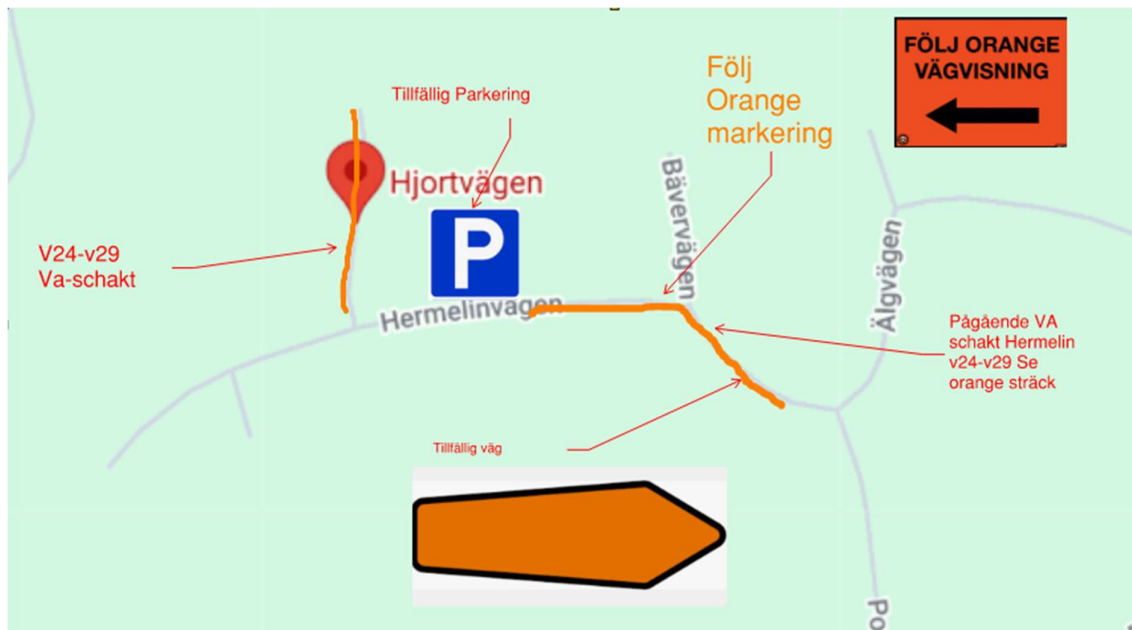 FÖLJ ORANGE
VÄGVISNING
Följ
Orange
markering
Tillfällig Parkering
Hjortvägen
P
Bävervägen
Älgvägen
V24-v29
Va-schakt
Hermelinvägen
Pågående VA
schakt Hermelin
v24-v29 Se
orange sträck
Tillfällig väg
Po